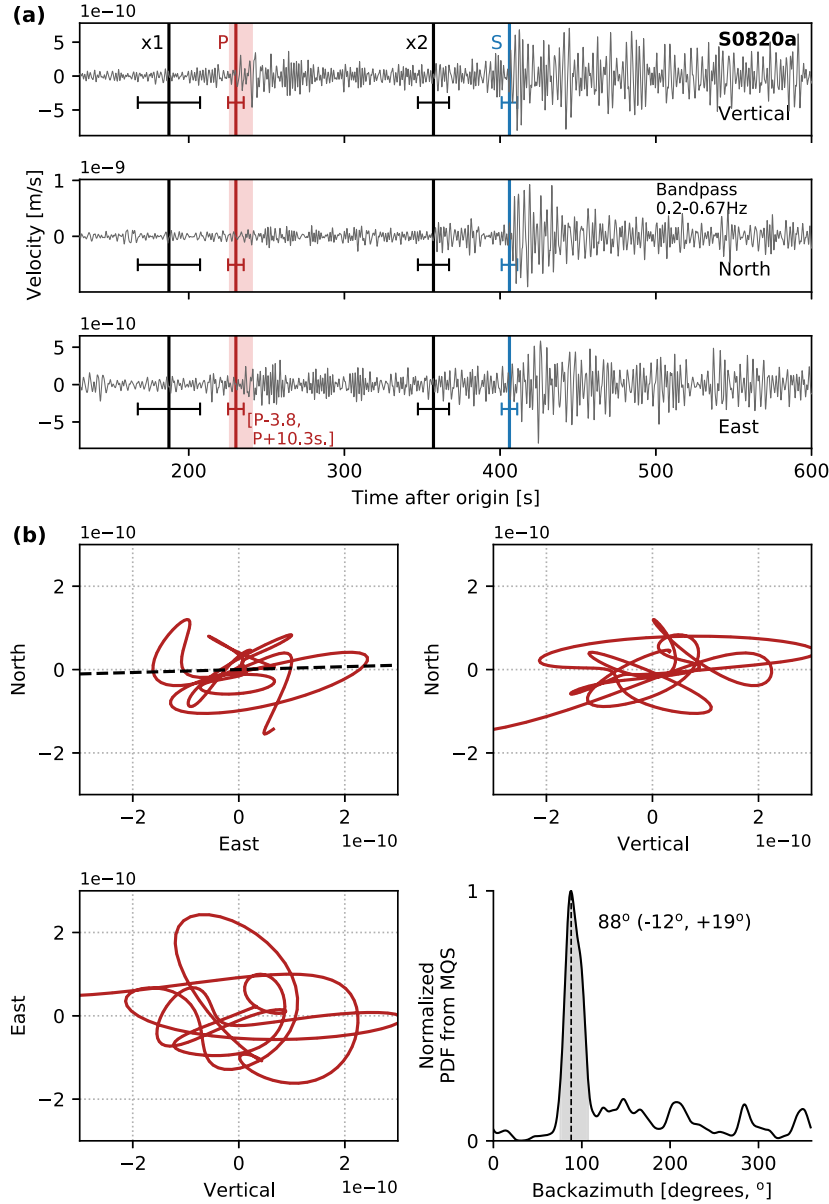 (a)
1e−10
x1
P
x2
S
S0820a
5
0
−5
Vertical
1e−9
1
0
Bandpass
0.2-0.67Hz
North
Velocity [m/s]
1e−10
5
0
−5
[P-3.8,
P+10.3s.]
East
200
300
400
500
600
Time after origin [s]
(b)
1e−10
2
0
−2
North
−2
0
2
1e−10
East
1e−10
2
0
−2
North
−2
0
2
1e−10
Vertical
1e−10
2
0
−2
East
−2
0
2
1e−10
Vertical
1
0
Normalized
PDF from MQS
88° (-12°, +19°)
0
100
200
300
Backazimuth [degrees, °]